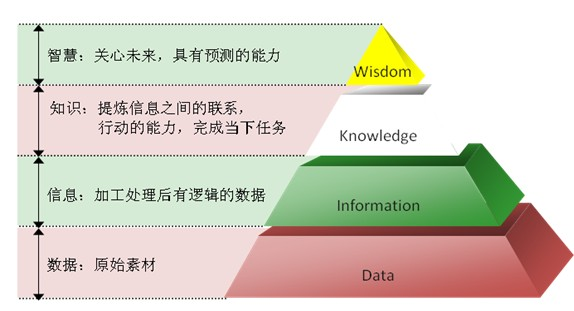 智慧：关心未来，具有预测的能力
Wisdom
知识：提炼信息之间的联系，
行动的能力，完成当下任务
Knowledge
信息：加工处理后有逻辑的数据
Information
数据：原始素材
Data